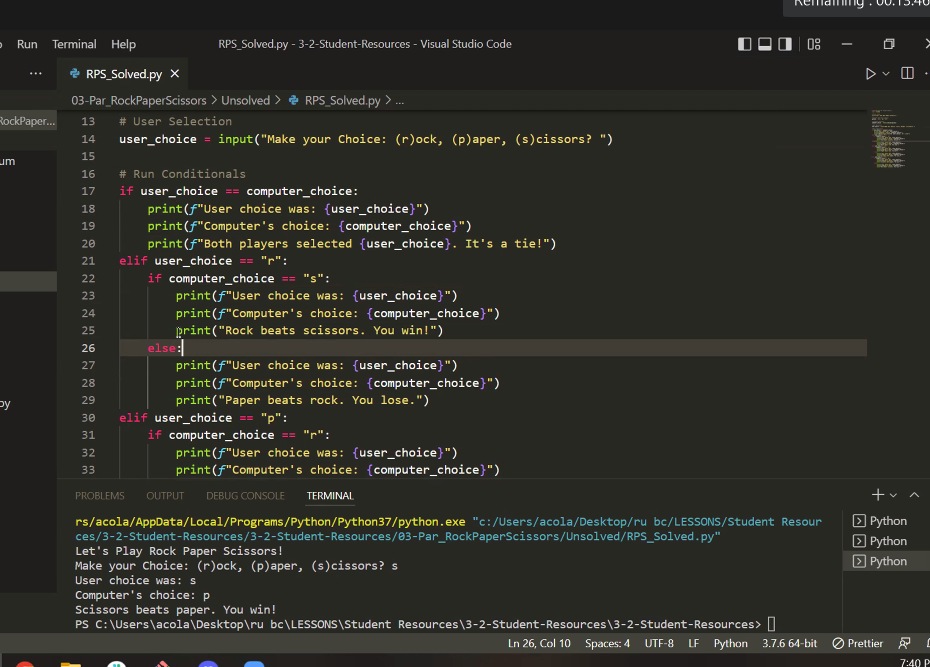 Remaining : 00:13:46
Run Terminal Help RPS_Solved.py - 3-2-Student-Resources - Visual Studio Code
... RPS_Solved.py
RockPaper... 03-Par_RockPaperScissors > Unsolved > RPS_Solved.py > ...
13 # User Selection
14 user_choice = input("Make your Choice: (r)ock, (p)aper, (s)cissors? ")
15
16 # Run Conditionals
17 if user_choice == computer_choice:
18 print(f"User choice was: {user_choice}")
19 print(f"Computer's choice: {computer_choice}")
20 print(f"Both players selected {user_choice}. It's a tie!")
21 elif user_choice == "r":
22 if computer_choice == "s":
23 print(f"User choice was: {user_choice}")
24 print(f"Computer's choice: {computer_choice}")
25 print("Rock beats scissors. You win!")
26 else:
27 print(f"User choice was: {user_choice}")
28 print(f"Computer's choice: {computer_choice}")
29 print("Paper beats rock. You lose.")
30 elif user_choice == "p":
31 if computer_choice == "r":
32 print(f"User choice was: {user_choice}")
33 print(f"Computer's choice: {computer_choice}")
um
py
PROBLEMS OUTPUT DEBUG CONSOLE TERMINAL
rs/acola/AppData/Local/Programs/Python/Python37/python.exe "c:/Users/acola/Desktop/ru bc/LESSONS/Student Resour
ces/3-2-Student-Resources/3-2-Student-Resources/03-Par_RockPaperScissors/Unsolved/RPS_Solved.py"
Let's Play Rock Paper Scissors!
Make your Choice: (r)ock, (p)aper, (s)cissors? s
User choice was: s
Computer's choice: p
Scissors beats paper. You win!
PS C:\Users\acola\Desktop\ru bc\LESSONS\Student Resources\3-2-Student-Resources\3-2-Student-Resources>
Python
Python
Python
Ln 26, Col 10 Spaces: 4 UTF-8 LF Python 3.7.6 64-bit Prettier
7:40 P